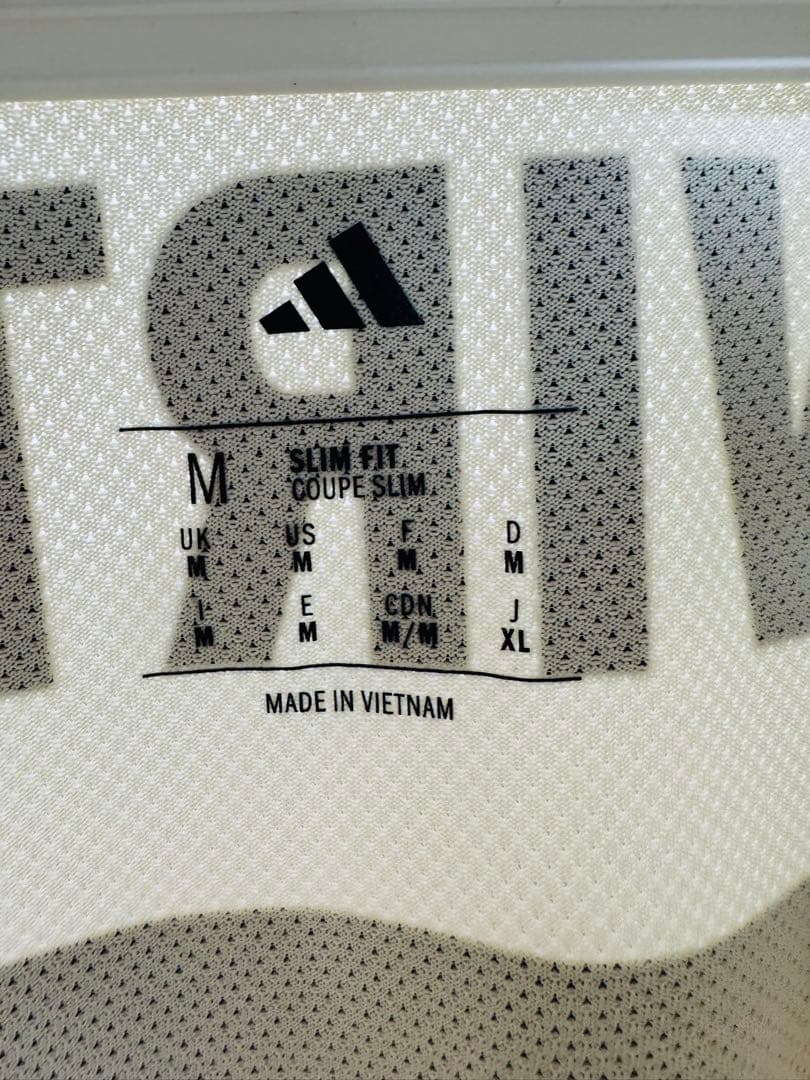 M SLIM FIT
COUPE SLIM
UK US F D
M M M M
I E CDN J
M M M/M XL
MADE IN VIETNAM